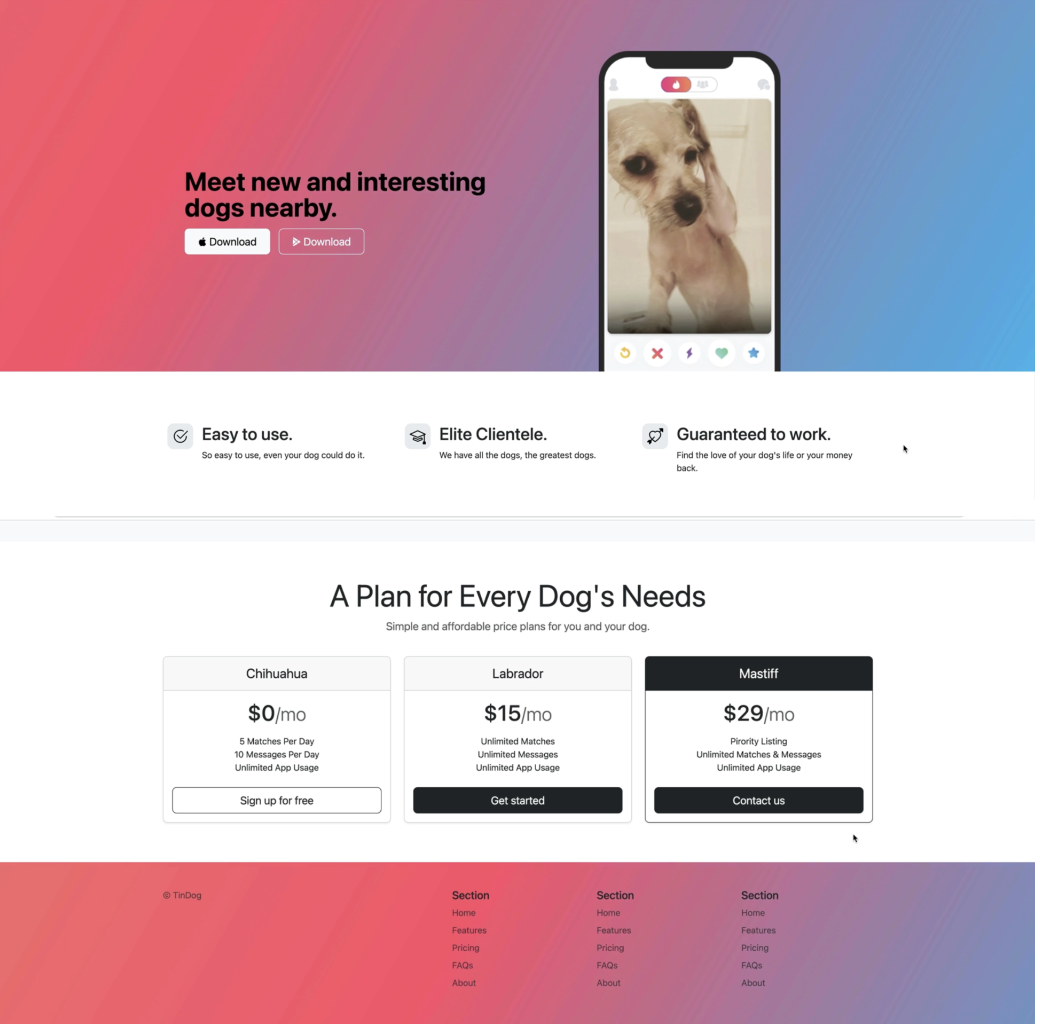 Meet new and interesting
dogs nearby.
Download
Download
Easy to use.
So easy to use, even your dog could do it.
Elite Clientele.
We have all the dogs, the greatest dogs.
Guaranteed to work.
Find the love of your dog's life or your money
back.
A Plan for Every Dog's Needs
Simple and affordable price plans for you and your dog.
Chihuahua
$0/mo
5 Matches Per Day
10 Messages Per Day
Unlimited App Usage
Sign up for free
Labrador
$15/mo
Unlimited Matches
Unlimited Messages
Unlimited App Usage
Get started
Mastiff
$29/mo
Pirority Listing
Unlimited Matches & Messages
Unlimited App Usage
Contact us
© TinDog
Section
Home
Features
Pricing
FAQs
About
Section
Home
Features
Pricing
FAQs
About
Section
Home
Features
Pricing
FAQs
About